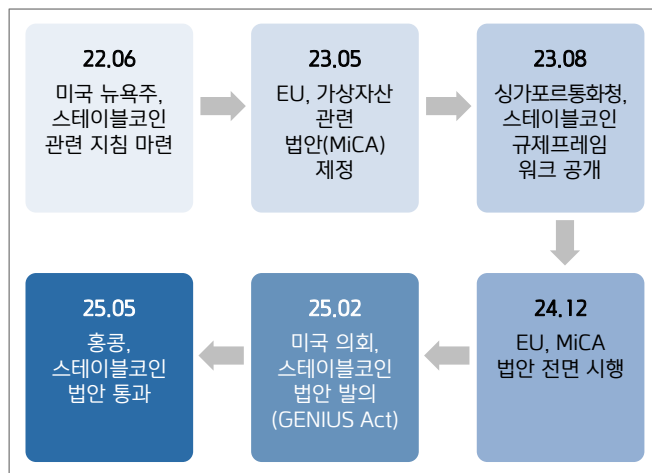 22.06
미국 뉴욕주,
스테이블코인
관련 지침 마련
23.05
EU, 가상자산
관련
법안(MiCA)
제정
23.08
싱가포르통화청,
스테이블코인
규제프레임
워크 공개
24.12
EU, MiCA
법안 전면 시행
25.02
미국 의회,
스테이블코인
법안 발의
(GENIUS Act)
25.05
홍콩,
스테이블코인
법안 통과